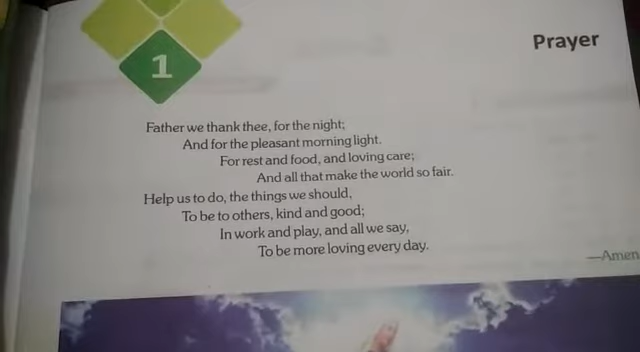 1
Prayer
Father we thank thee, for the night;
And for the pleasant morning light.
For rest and food, and loving care;
And all that make the world so fair.
Help us to do, the things we should,
To be to others, kind and good;
In work and play, and all we say,
To be more loving every day.
—Amen